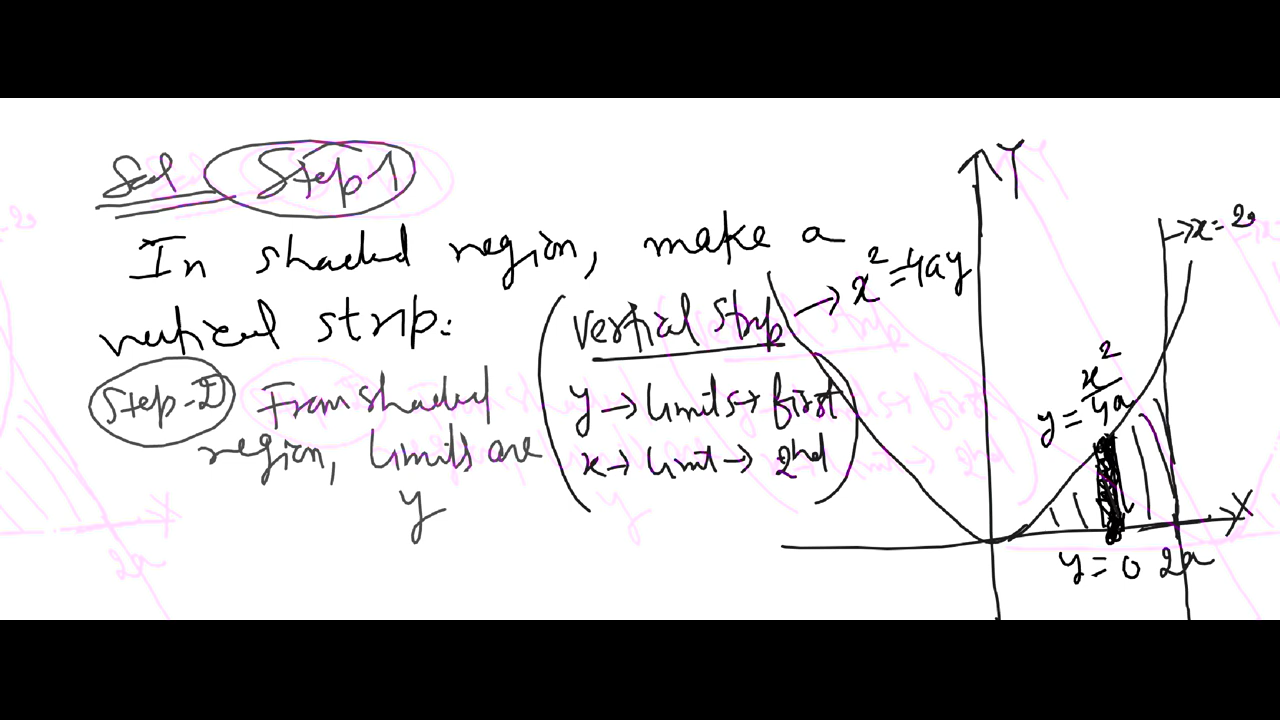 Sol Step 1
In shaded region, make a
vertical strip.
Step-II From shaded
region, limits are
y
Vertical Strip → x² = 4ay
y → limits → first
x → limit → 2nd
Y
→ x = 2a
y = x²/4a
X
y = 0 2a